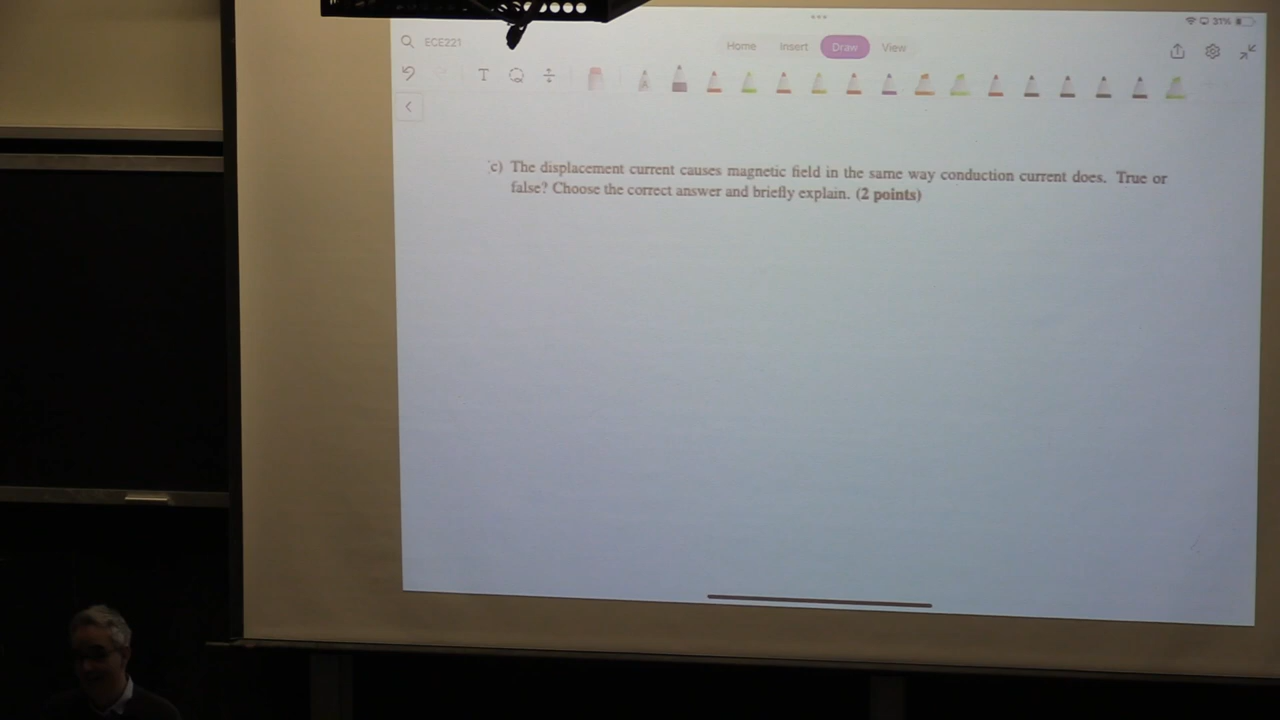 31%
ECE221
Home Insert Draw View
T
c) The displacement current causes magnetic field in the same way conduction current does. True or
false? Choose the correct answer and briefly explain. (2 points)